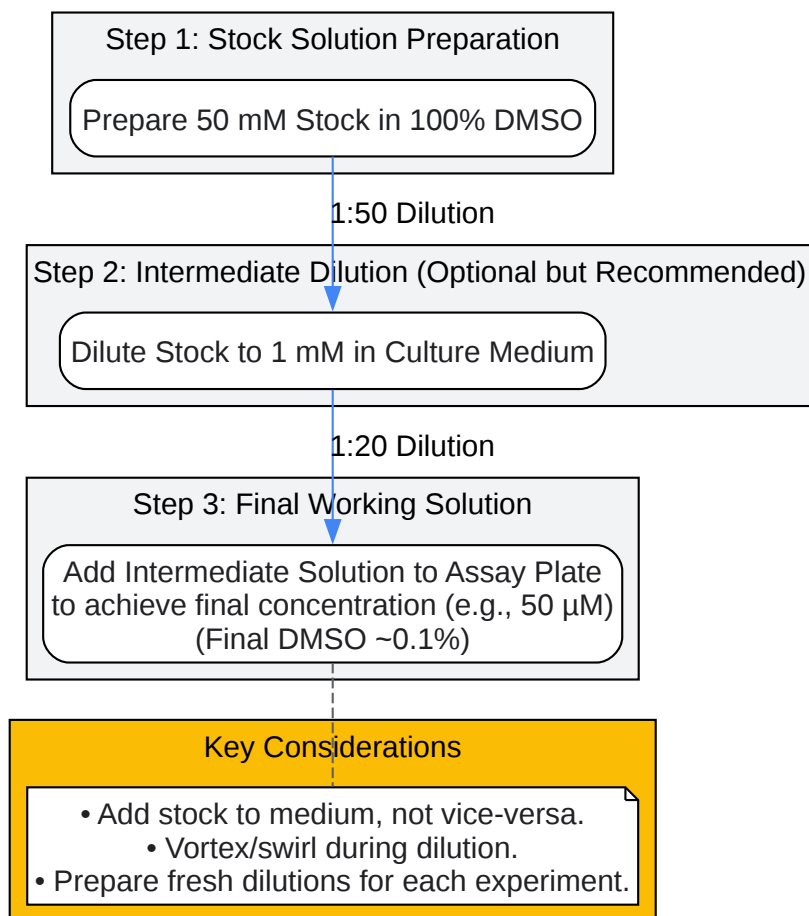 Step 1: Stock Solution Preparation
Prepare 50 mM Stock in 100% DMSO
1:50 Dilution
Step 2: Intermediate Dilution (Optional but Recommended)
Dilute Stock to 1 mM in Culture Medium
1:20 Dilution
Step 3: Final Working Solution
Add Intermediate Solution to Assay Plate
to achieve final concentration (e.g., 50 µM)
(Final DMSO ~0.1%)
Key Considerations
• Add stock to medium, not vice-versa.
• Vortex/swirl during dilution.
• Prepare fresh dilutions for each experiment.